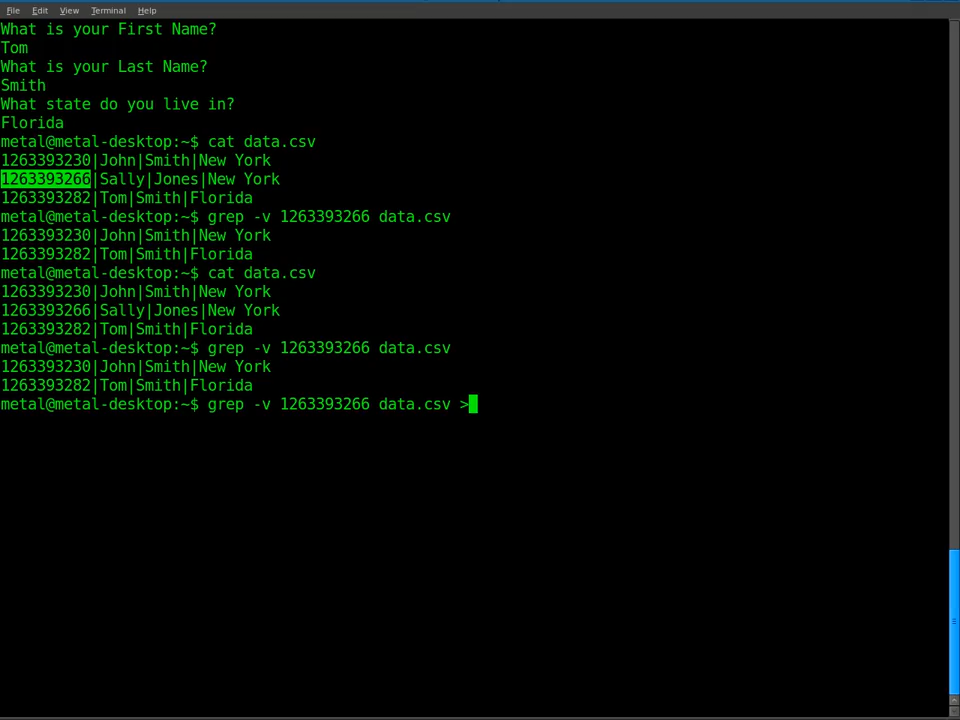 File Edit View Terminal Help
What is your First Name?
Tom
What is your Last Name?
Smith
What state do you live in?
Florida
metal@metal-desktop:~$ cat data.csv
1263393230|John|Smith|New York
1263393266|Sally|Jones|New York
1263393282|Tom|Smith|Florida
metal@metal-desktop:~$ grep -v 1263393266 data.csv
1263393230|John|Smith|New York
1263393282|Tom|Smith|Florida
metal@metal-desktop:~$ cat data.csv
1263393230|John|Smith|New York
1263393266|Sally|Jones|New York
1263393282|Tom|Smith|Florida
metal@metal-desktop:~$ grep -v 1263393266 data.csv
1263393230|John|Smith|New York
1263393282|Tom|Smith|Florida
metal@metal-desktop:~$ grep -v 1263393266 data.csv >